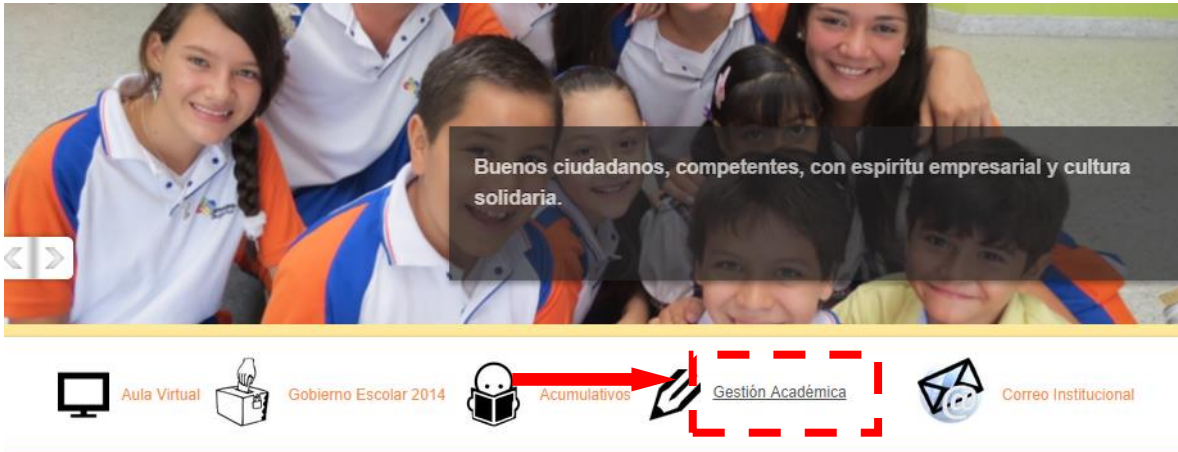 Buenos ciudadanos, competentes, con espíritu empresarial y cultura
solidaria.
Aula Virtual
Gobierno Escolar 2014
Acumulativos
Gestión Académica
Correo Institucional